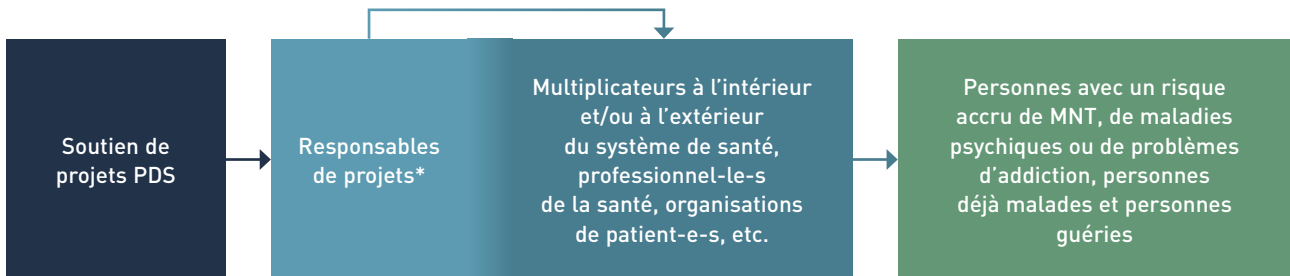 Soutien de
projets PDS
Responsables
de projets*
Multiplicateurs à l'intérieur
et/ou à l'extérieur
du système de santé,
professionnel-le-s
de la santé, organisations
de patient-e-s, etc.
Personnes avec un risque
accru de MNT, de maladies
psychiques ou de problèmes
d'addiction, personnes
déjà malades et personnes
guéries